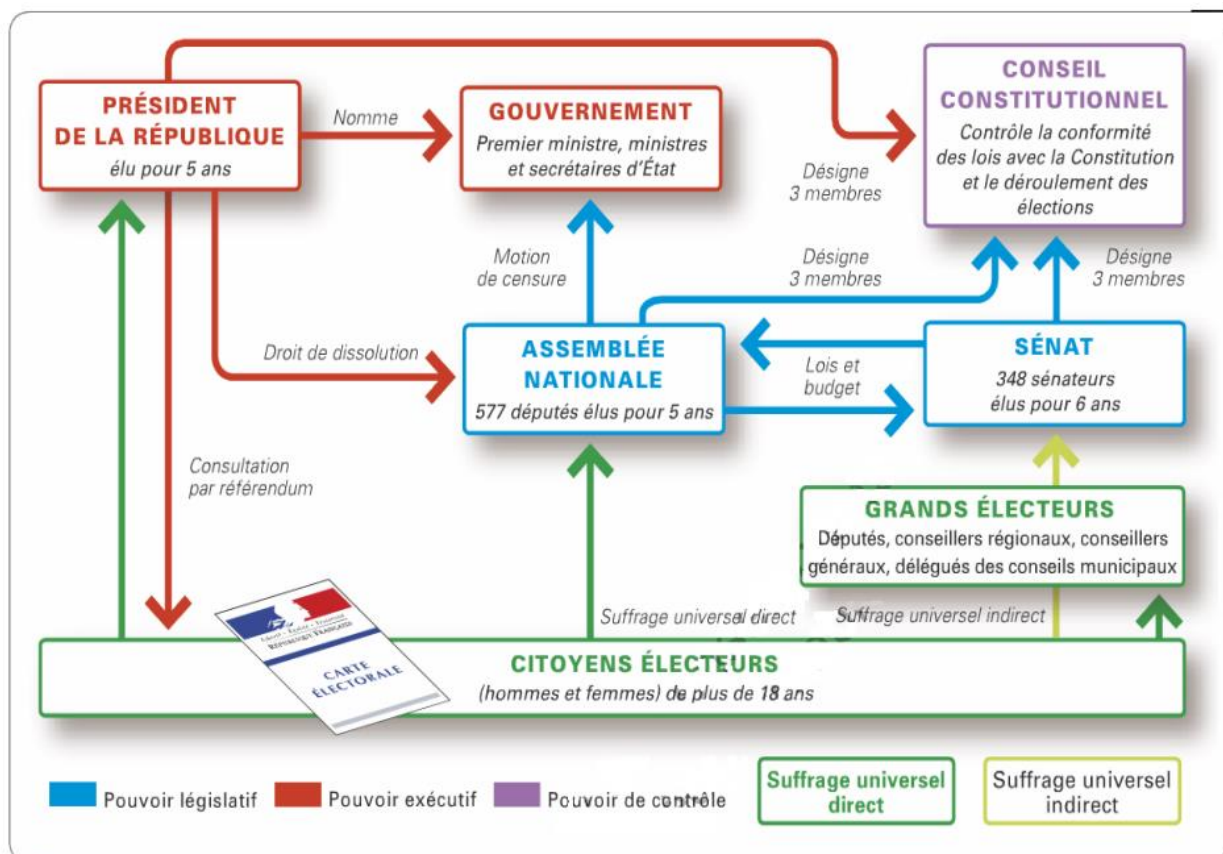 PRÉSIDENT
DE LA RÉPUBLIQUE
élu pour 5 ans
Nomme
GOUVERNEMENT
Premier ministre, ministres
et secrétaires d'État
CONSEIL
CONSTITUTIONNEL
Contrôle la conformité
des lois avec la Constitution
et le déroulement des
élections
Désigne
3 membres
Motion
de censure
Désigne
3 membres
Désigne
3 membres
Droit de dissolution
ASSEMBLÉE
NATIONALE
577 députés élus pour 5 ans
Lois et
budget
SÉNAT
348 sénateurs
élus pour 6 ans
Consultation
par référendum
GRANDS ÉLECTEURS
Députés, conseillers régionaux, conseillers
généraux, délégués des conseils municipaux
Suffrage universel direct
Suffrage universel indirect
Liberté • Égalité • Fraternité
RÉPUBLIQUE FRANÇAISE
CARTE
ÉLECTORALE
CITOYENS ÉLECTEURS
(hommes et femmes) de plus de 18 ans
Pouvoir législatif
Pouvoir exécutif
Pouvoir de contrôle
Suffrage universel
direct
Suffrage universel
indirect